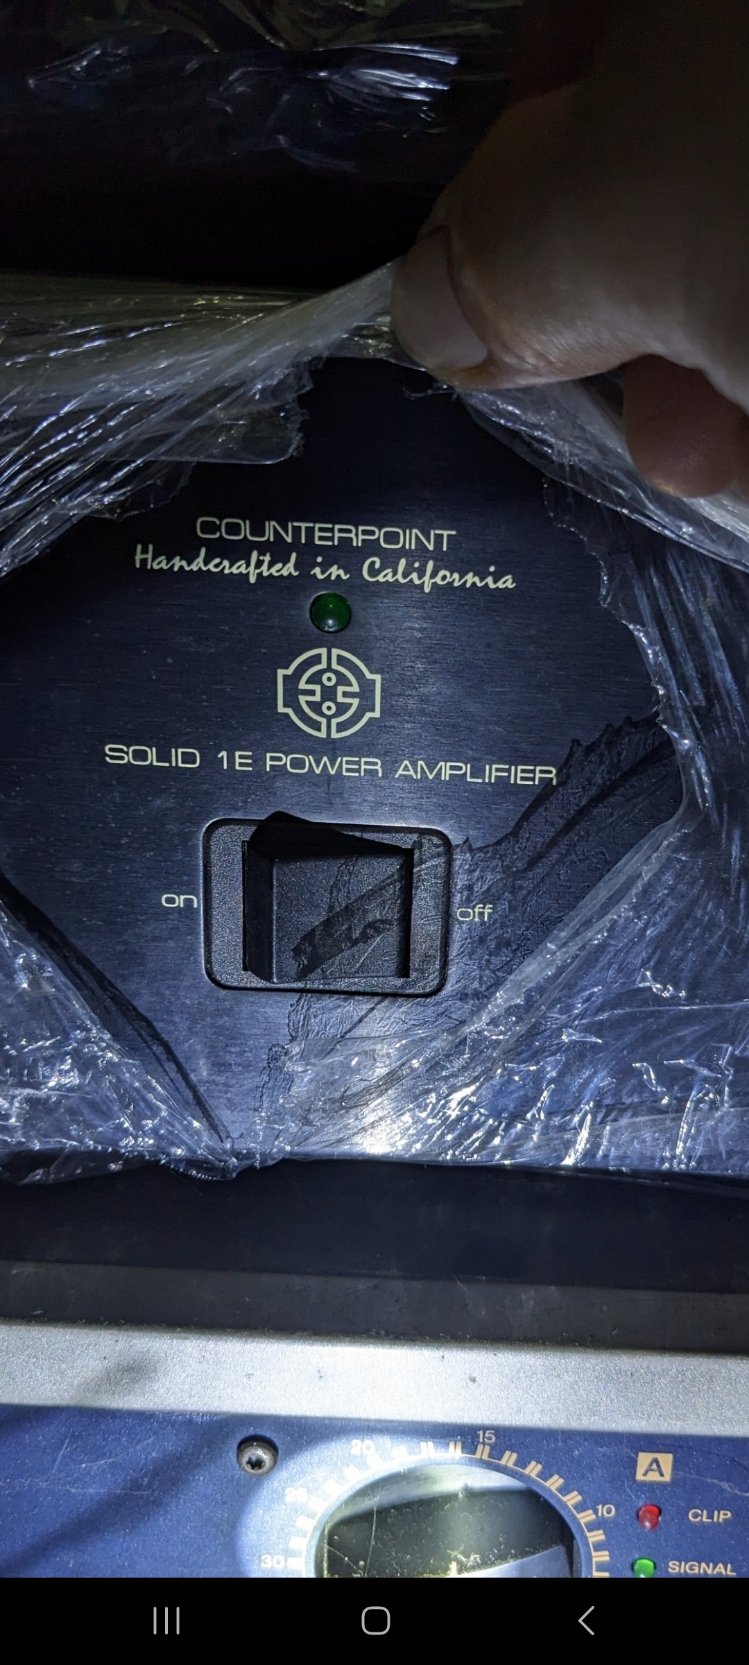 COUNTERPOINT
Handcrafted in California
SOLID 1E POWER AMPLIFIER
on
off
15
20
A
10
CLIP
30
SIGNAL